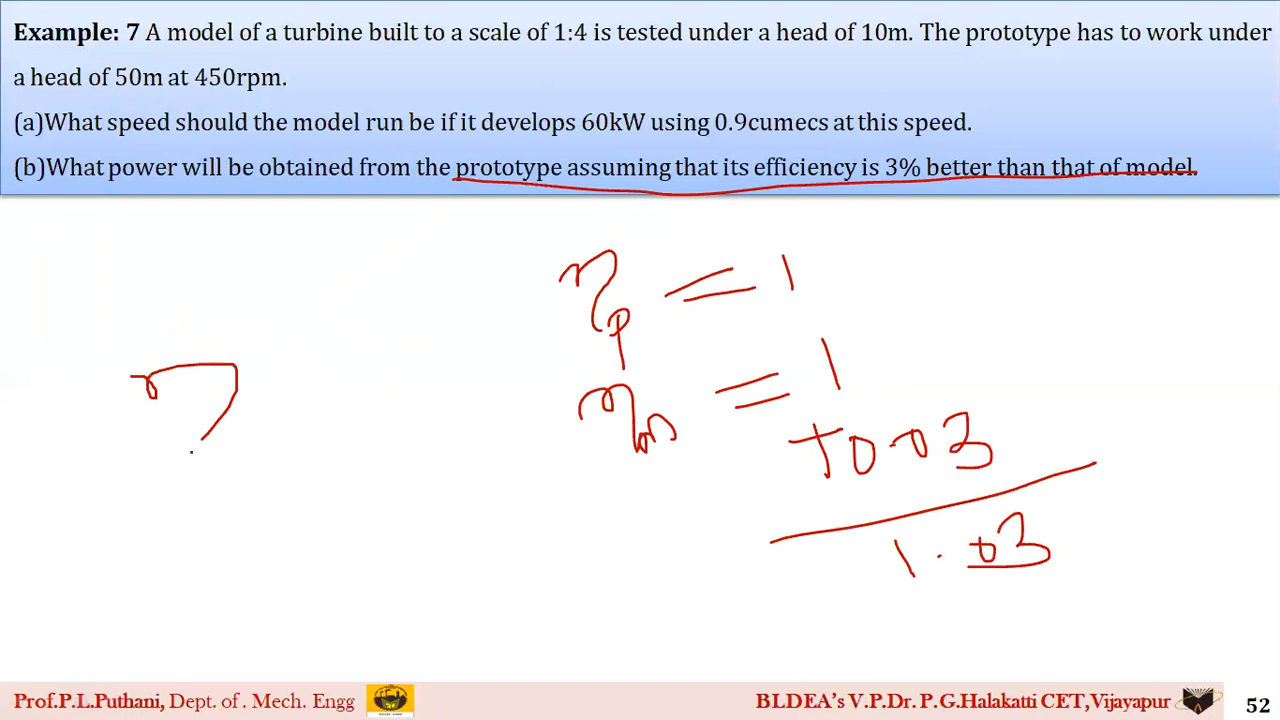 Example: 7 A model of a turbine built to a scale of 1:4 is tested under a head of 10m. The prototype has to work under
a head of 50m at 450rpm.
(a)What speed should the model run be if it develops 60kW using 0.9cumecs at this speed.
(b)What power will be obtained from the prototype assuming that its efficiency is 3% better than that of model.
ηp = 1
ηm = 1
+0.03
1.03
η
Prof.P.L.Puthani, Dept. of Mech. Engg
BLDEA's V.P.Dr. P.G.Halakatti CET,Vijayapur
52